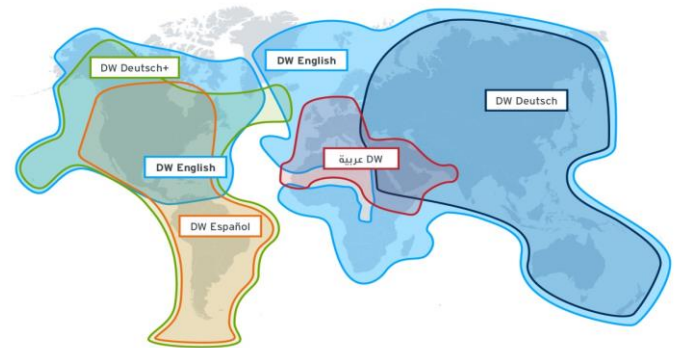 DW Deutsch+
DW English
DW Deutsch
DW عربية
DW English
DW Español